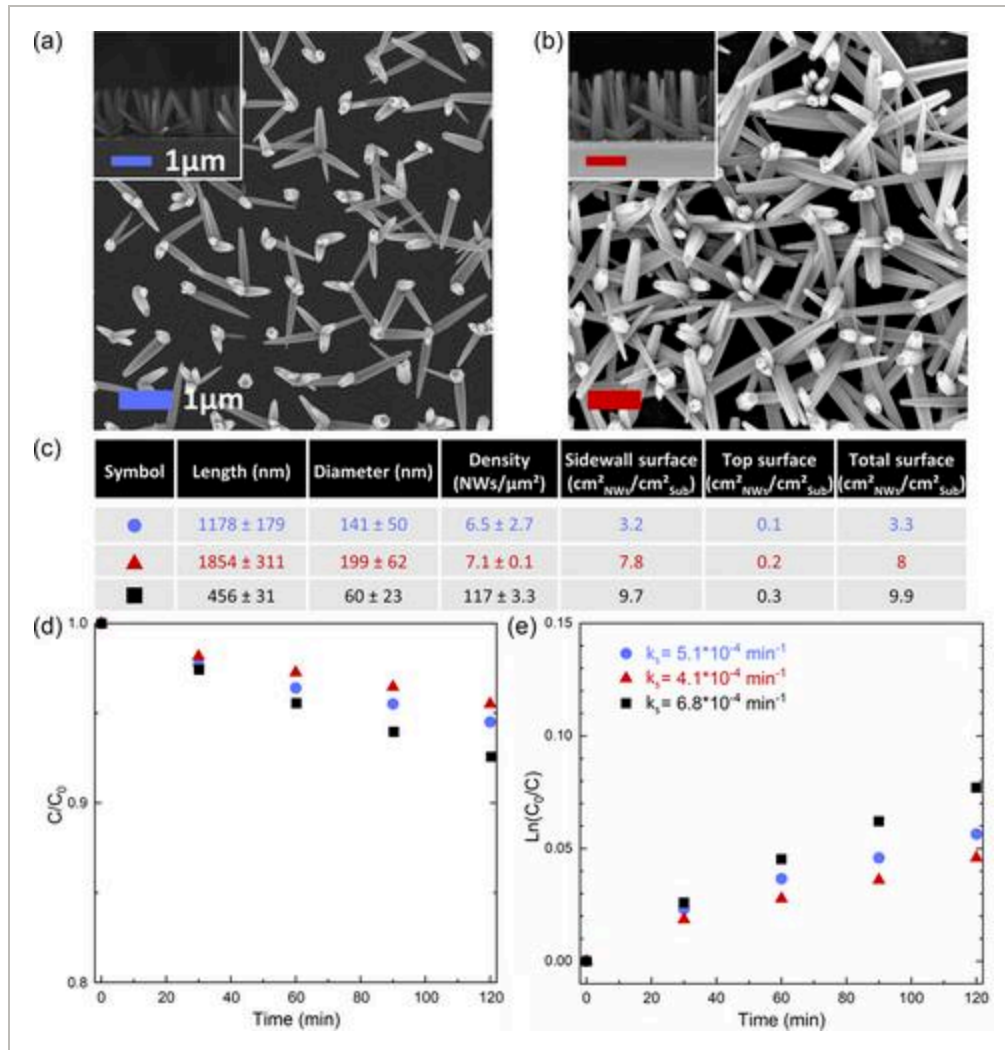 (a)
1μm
1μm
(b)
(c)
Symbol Length (nm) Diameter (nm) Density (NWs/μm²) Sidewall surface (cm²NWs/cm²Sub) Top surface (cm²NWs/cm²Sub) Total surface (cm²NWs/cm²Sub)
1178 ± 179 141 ± 50 6.5 ± 2.7 3.2 0.1 3.3
1854 ± 311 199 ± 62 7.1 ± 0.1 7.8 0.2 8
456 ± 31 60 ± 23 117 ± 3.3 9.7 0.3 9.9
(d)
1.0
0.9
0.8
C/C₀
0 20 40 60 80 100 120
Time (min)
(e)
kₛ= 5.1*10⁻⁴ min⁻¹
kₛ= 4.1*10⁻⁴ min⁻¹
kₛ= 6.8*10⁻⁴ min⁻¹
0.15
0.10
0.05
0.00
Ln(C₀/C)
0 20 40 60 80 100 120
Time (min)